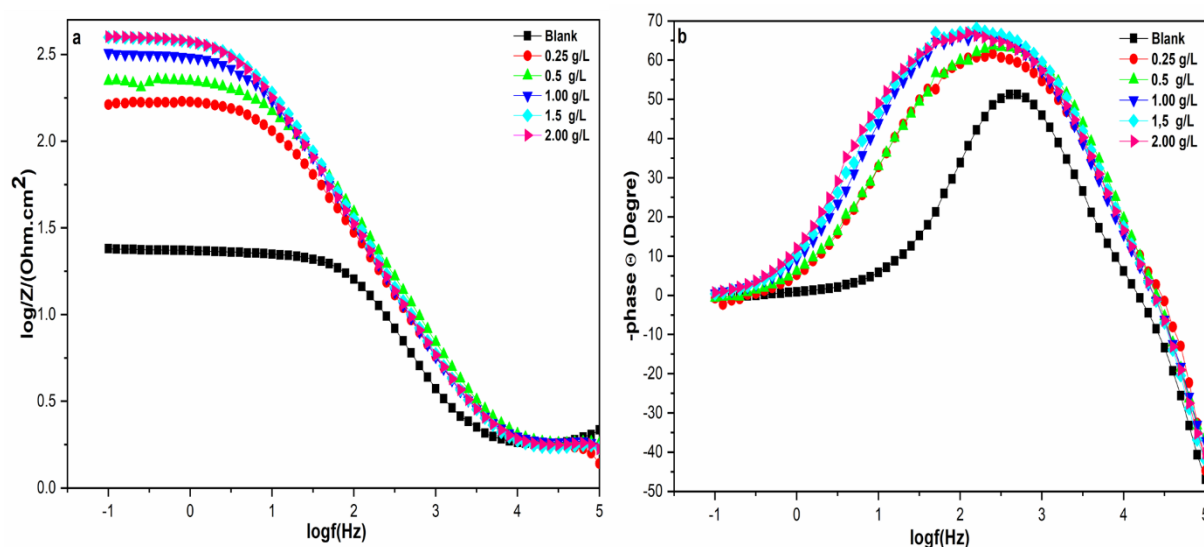 a
Blank
0.25 g/L
0.5 g/L
1.00 g/L
1.5 g/L
2.00 g/L
2.5
2.0
1.5
1.0
0.5
0.0
-1 0 1 2 3 4 5
logf(Hz)
log/Z/(Ohm.cm²)
b
Blank
0.25 g/L
0.5 g/L
1.00 g/L
1,5 g/L
2.00 g/L
70
60
50
40
30
20
10
0
-10
-20
-30
-40
-50
-1 0 1 2 3 4 5
logf(Hz)
-phase Θ (Degre)